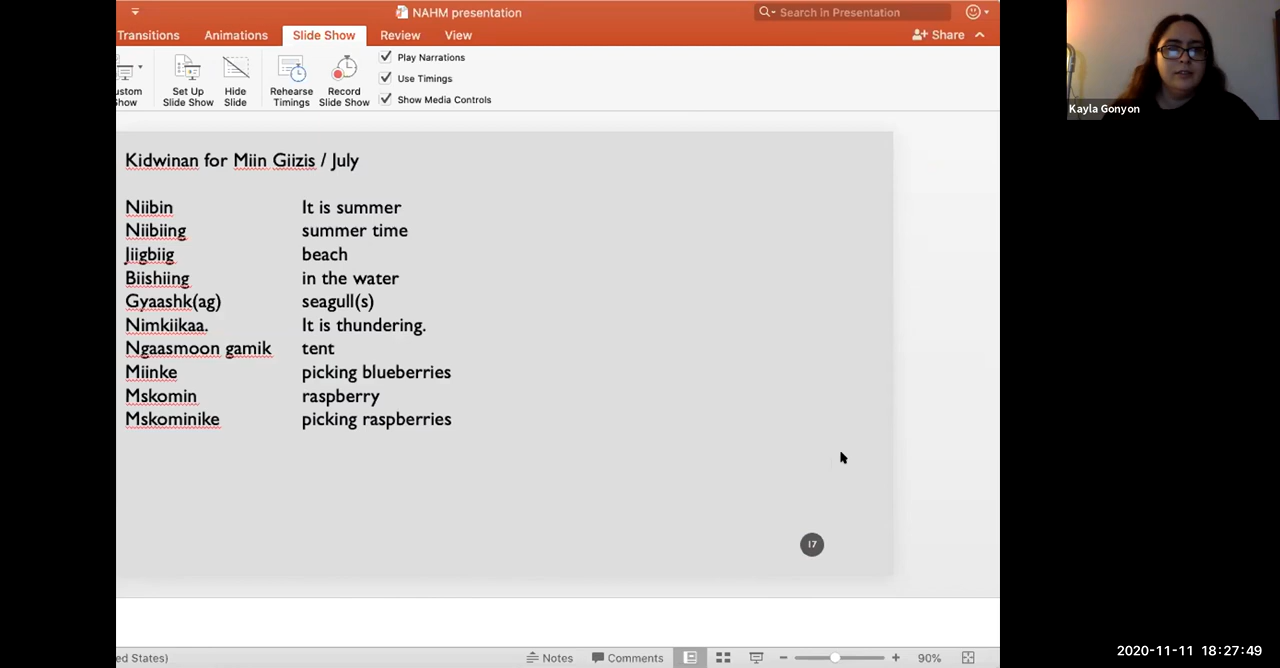 NAHM presentation
Search in Presentation
Transitions Animations Slide Show Review View Share
ustom Show
Set Up Slide Show
Hide Slide
Rehearse Timings
Record Slide Show
Play Narrations
Use Timings
Show Media Controls
Kayla Gonyon
Kidwinan for Miin Giizis / July
Niibin It is summer
Niibiing summer time
Jiigbiig beach
Biishiing in the water
Gyaashk(ag) seagull(s)
Nimkiikaa. It is thundering.
Ngaasmoon gamik tent
Miinke picking blueberries
Mskomin raspberry
Mskominike picking raspberries
17
ed States) Notes Comments 90%
2020-11-11 18:27:49